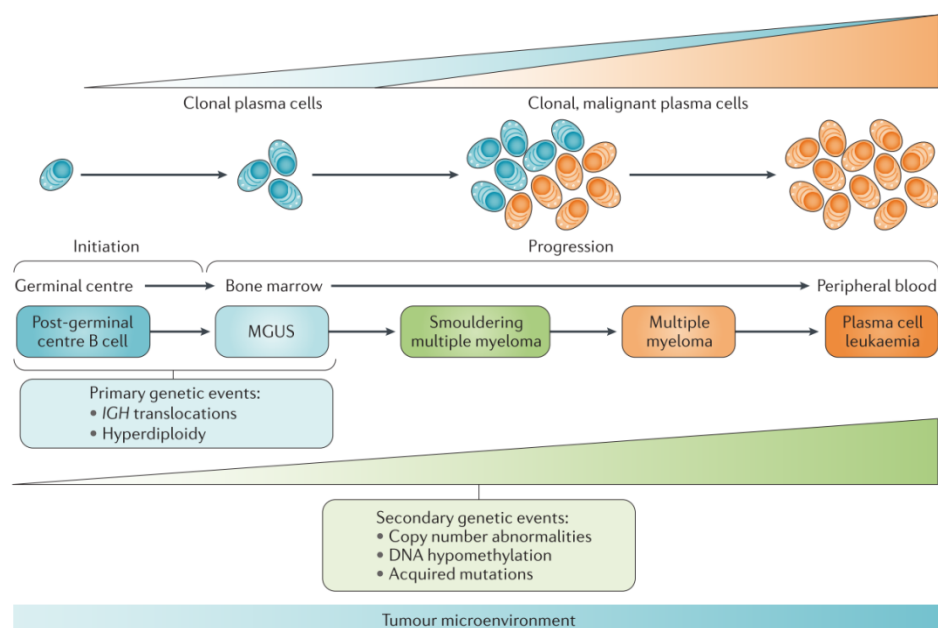 Clonal plasma cells
Clonal, malignant plasma cells
Initiation
Progression
Germinal centre
Bone marrow
Peripheral blood
Post-germinal
centre B cell
MGUS
Smouldering
multiple myeloma
Multiple
myeloma
Plasma cell
leukaemia
Primary genetic events:
• IGH translocations
• Hyperdiploidy
Secondary genetic events:
• Copy number abnormalities
• DNA hypomethylation
• Acquired mutations
Tumour microenvironment